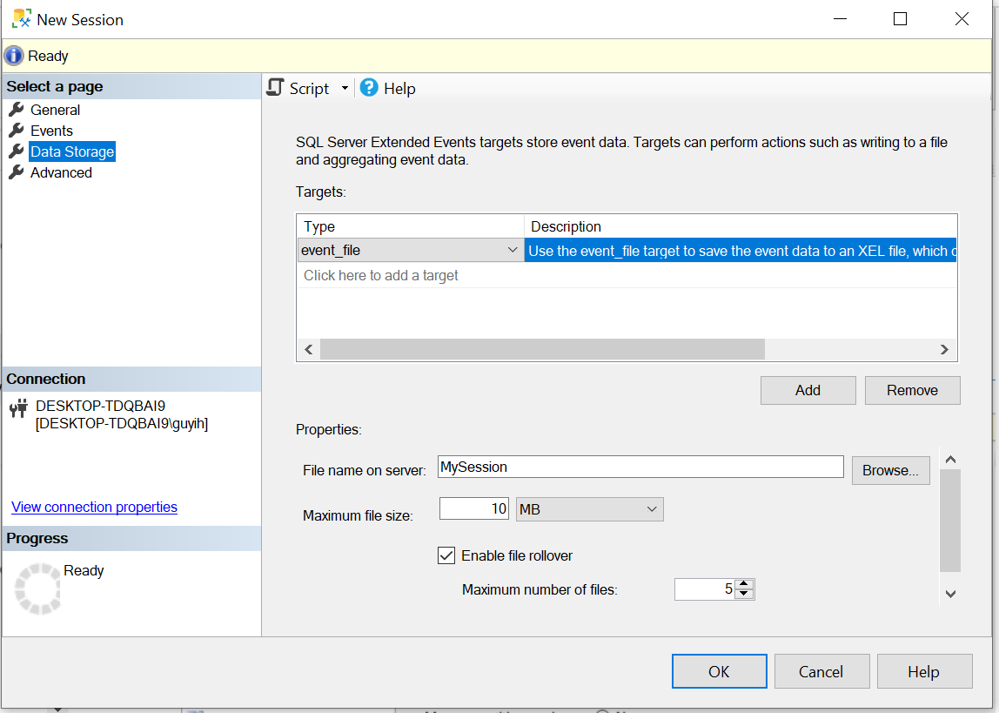 New Session
Ready
Select a page
General
Events
Data Storage
Advanced
Connection
DESKTOP-TDQBAI9
[DESKTOP-TDQBAI9\guyih]
View connection properties
Progress
Ready
Script
Help
SQL Server Extended Events targets store event data. Targets can perform actions such as writing to a file
and aggregating event data.
Targets:
Type Description
event_file Use the event_file target to save the event data to an XEL file, which
Click here to add a target
Add Remove
Properties:
File name on server: MySession Browse...
Maximum file size: 10 MB
Enable file rollover
Maximum number of files: 5
OK Cancel Help